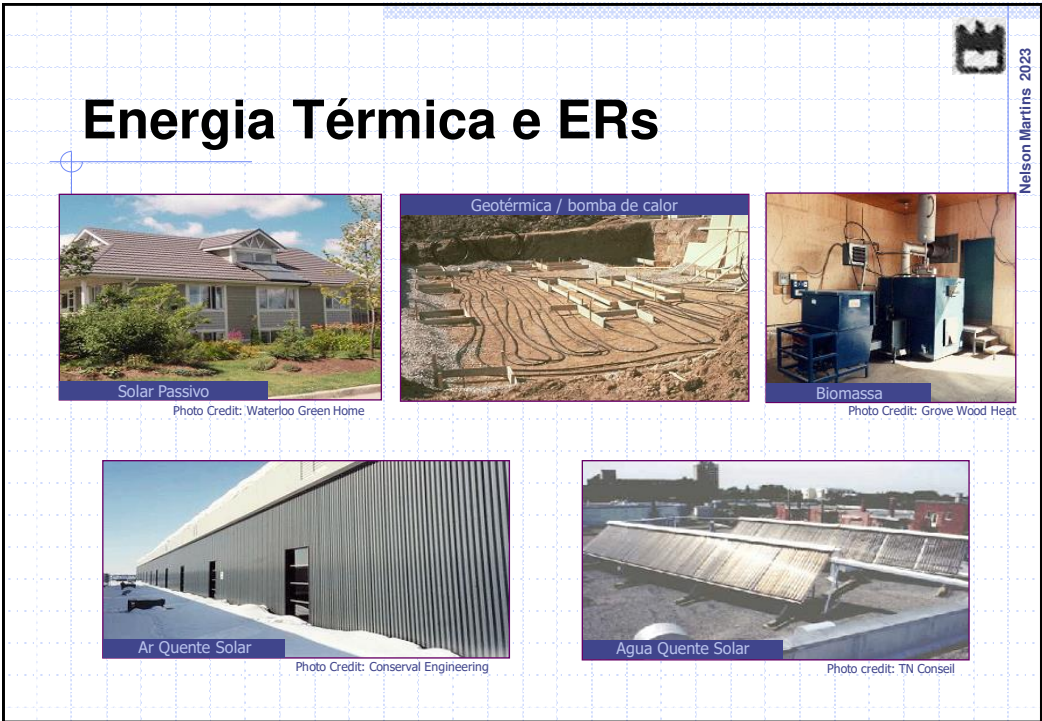 Nelson Martins 2023
Energia Térmica e ERs
Solar Passivo
Photo Credit: Waterloo Green Home
Geotérmica / bomba de calor
Biomassa
Photo Credit: Grove Wood Heat
Ar Quente Solar
Photo Credit: Conserval Engineering
Agua Quente Solar
Photo credit: TN Conseil